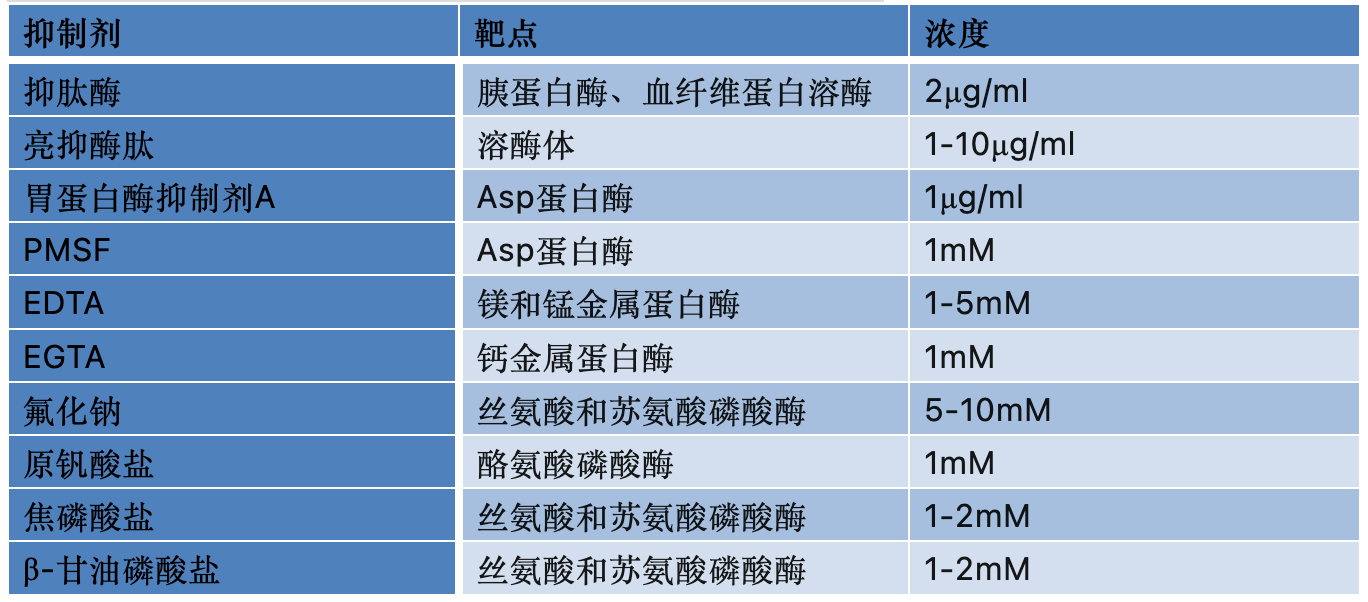 抑制剂 靶点 浓度
抑肽酶 胰蛋白酶、血纤维蛋白溶酶 2μg/ml
亮抑酶肽 溶酶体 1-10μg/ml
胃蛋白酶抑制剂A Asp蛋白酶 1μg/ml
PMSF Asp蛋白酶 1mM
EDTA 镁和锰金属蛋白酶 1-5mM
EGTA 钙金属蛋白酶 1mM
氟化钠 丝氨酸和苏氨酸磷酸酶 5-10mM
原钒酸盐 酪氨酸磷酸酶 1mM
焦磷酸盐 丝氨酸和苏氨酸磷酸酶 1-2mM
β-甘油磷酸盐 丝氨酸和苏氨酸磷酸酶 1-2mM